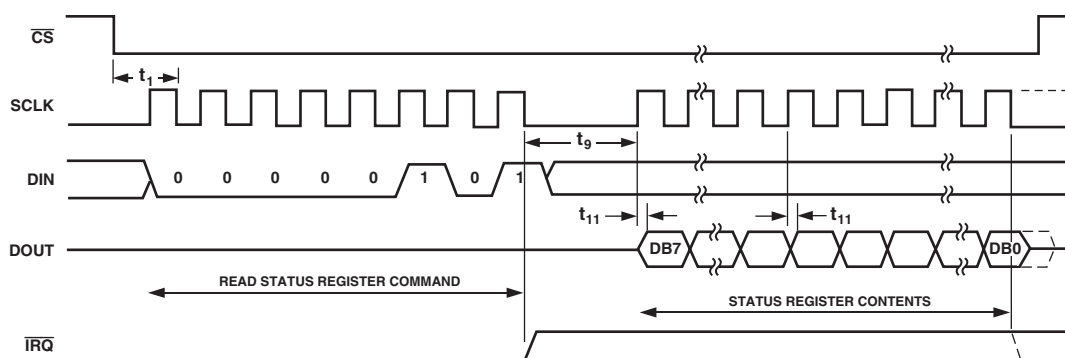 CS
t1
SCLK
t9
DIN
0 0 0 0 0 1 0 1
t11
t11
DOUT
DB7
DB0
READ STATUS REGISTER COMMAND
STATUS REGISTER CONTENTS
IRQ